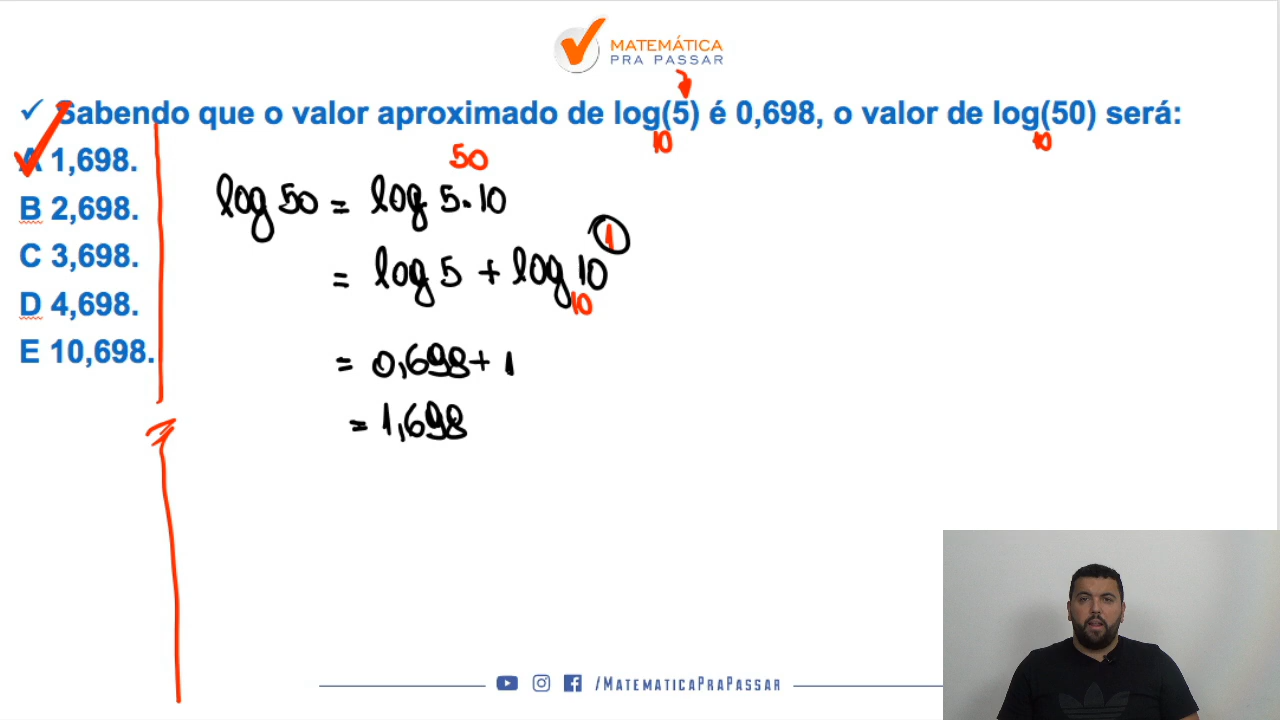 MATEMÁTICA
PRA PASSAR
✓ Sabendo que o valor aproximado de log(5) é 0,698, o valor de log(50) será:
10
10
A 1,698.
B 2,698.
C 3,698.
D 4,698.
E 10,698.
50
log 50 = log 5.10
1
= log 5 + log 10
10
= 0,698 + 1
= 1,698
/MATEMATICAPRAPASSAR